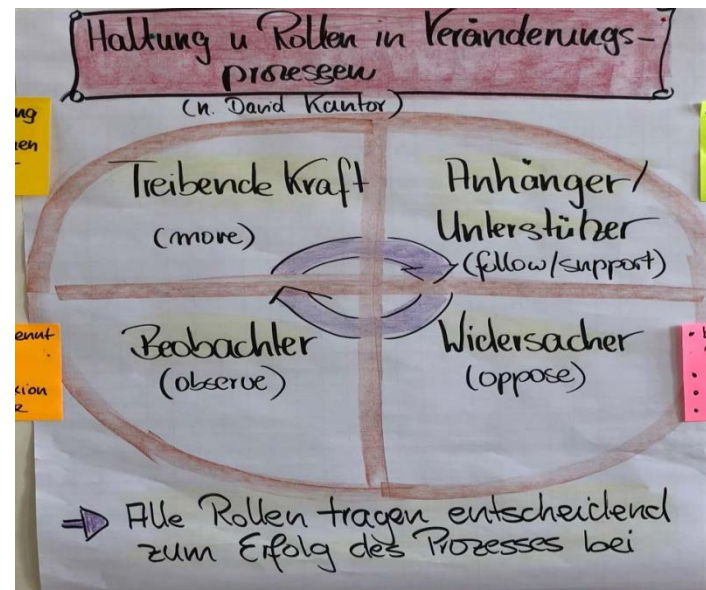 Haltung u Rollen in Veränderungs-
prozessen
(n. David Kantor)
Treibende Kraft
(move)
Anhänger/
Unterstützer
(follow/support)
Beobachter
(observe)
Widersacher
(oppose)
⇒ Alle Rollen tragen entscheidend
zum Erfolg des Prozesses bei